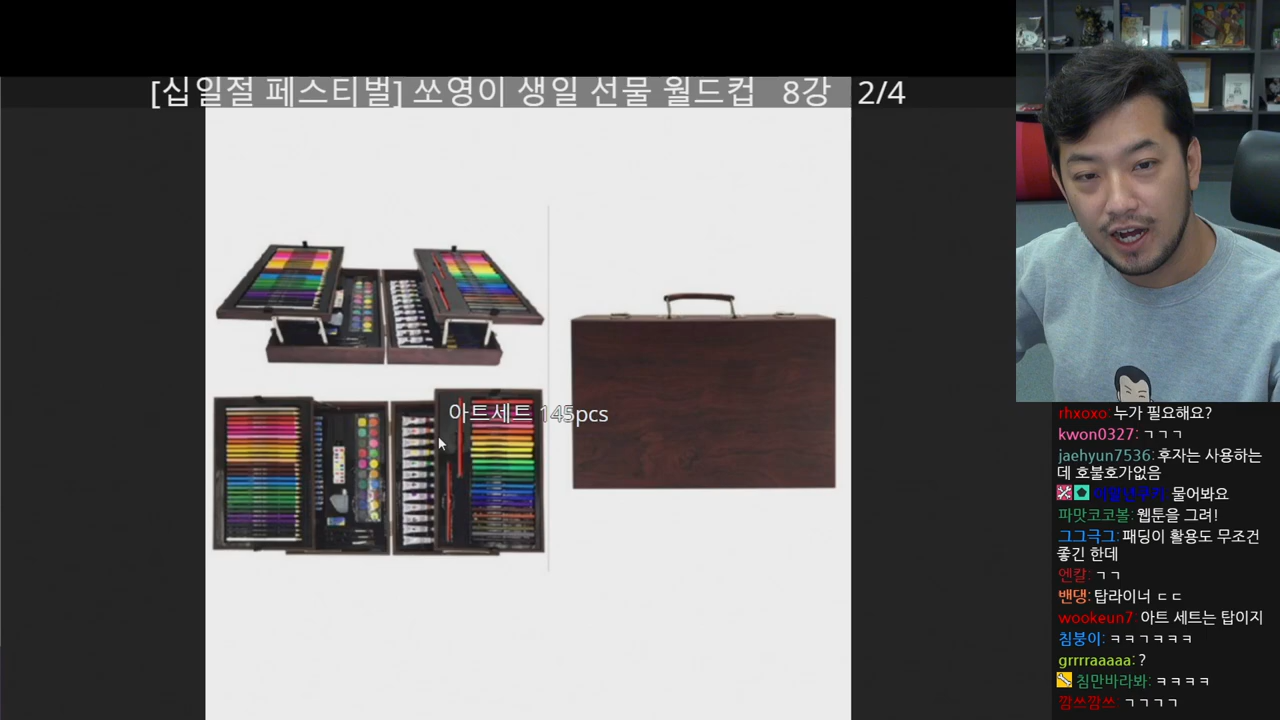 [십일절 페스티벌] 쏘영이 생일 선물 월드컵 8강 2/4
아트세트 145pcs
rhxoxo: 누가 필요해요?
kwon0327: ㄱㄱㄱ
jaehyun7536: 후자는 사용하는
데 호불호가없음
물어봐요
파맛코코볼: 웹툰을 그려!
그그극그: 패딩이 활용도 무조건
좋긴 한데
엔칼: ㄱㄱ
밴댕: 탑라이너 ㄷㄷ
wookeun7: 아트 세트는 탑이지
침붕이: ㅋㅋㄱㅋㅋㅋ
grrrraaaaa: ?
침만바라봐: ㅋㅋㅋㅋ
깜쓰깜쓰: ㄱㄱㄱㄱ